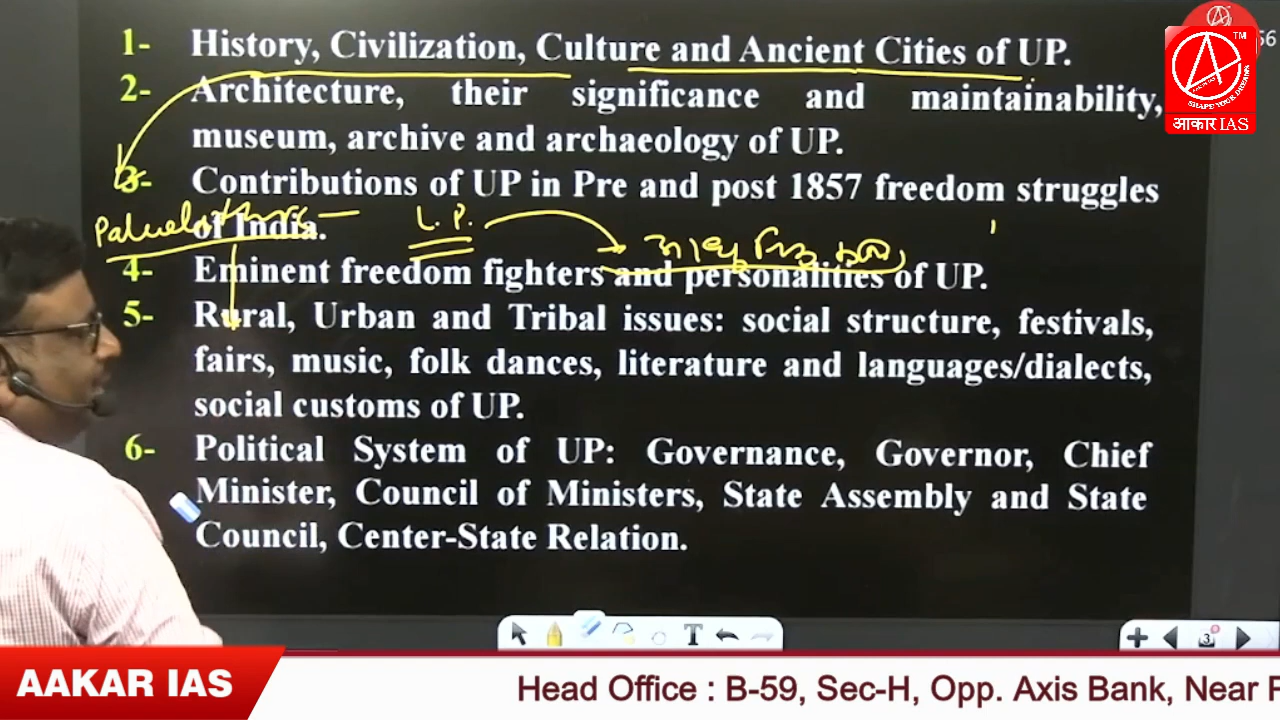 1- History, Civilization, Culture and Ancient Cities of UP.
2- Architecture, their significance and maintainability,
museum, archive and archaeology of UP.
3- Contributions of UP in Pre and post 1857 freedom struggles
of India.
L.P.
4- Eminent freedom fighters and personalities of UP.
5- Rural, Urban and Tribal issues: social structure, festivals,
fairs, music, folk dances, literature and languages/dialects,
social customs of UP.
6- Political System of UP: Governance, Governor, Chief
Minister, Council of Ministers, State Assembly and State
Council, Center-State Relation.
56
TM
SHAPE YOUR DREAMS
आकार IAS
T
3
AAKAR IAS
Head Office : B-59, Sec-H, Opp. Axis Bank, Near